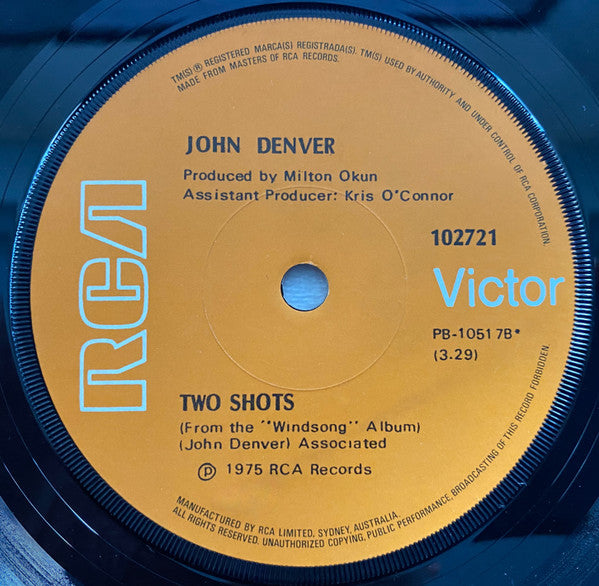 TM(S)® REGISTERED MARCA(S) REGISTRADA(S). TM(S) USED BY AUTHORITY AND UNDER CONTROL OF RCA CORPORATION.
MADE FROM MASTERS OF RCA RECORDS.
JOHN DENVER
Produced by Milton Okun
Assistant Producer: Kris O'Connor
RCA
102721
Victor
PB-10517B*
(3.29)
TWO SHOTS
(From the "Windsong" Album)
(John Denver) Associated
℗ 1975 RCA Records
MANUFACTURED BY RCA LIMITED, SYDNEY, AUSTRALIA.
ALL RIGHTS RESERVED. UNAUTHORIZED COPYING, PUBLIC PERFORMANCE, BROADCASTING OF THIS RECORD FORBIDDEN.